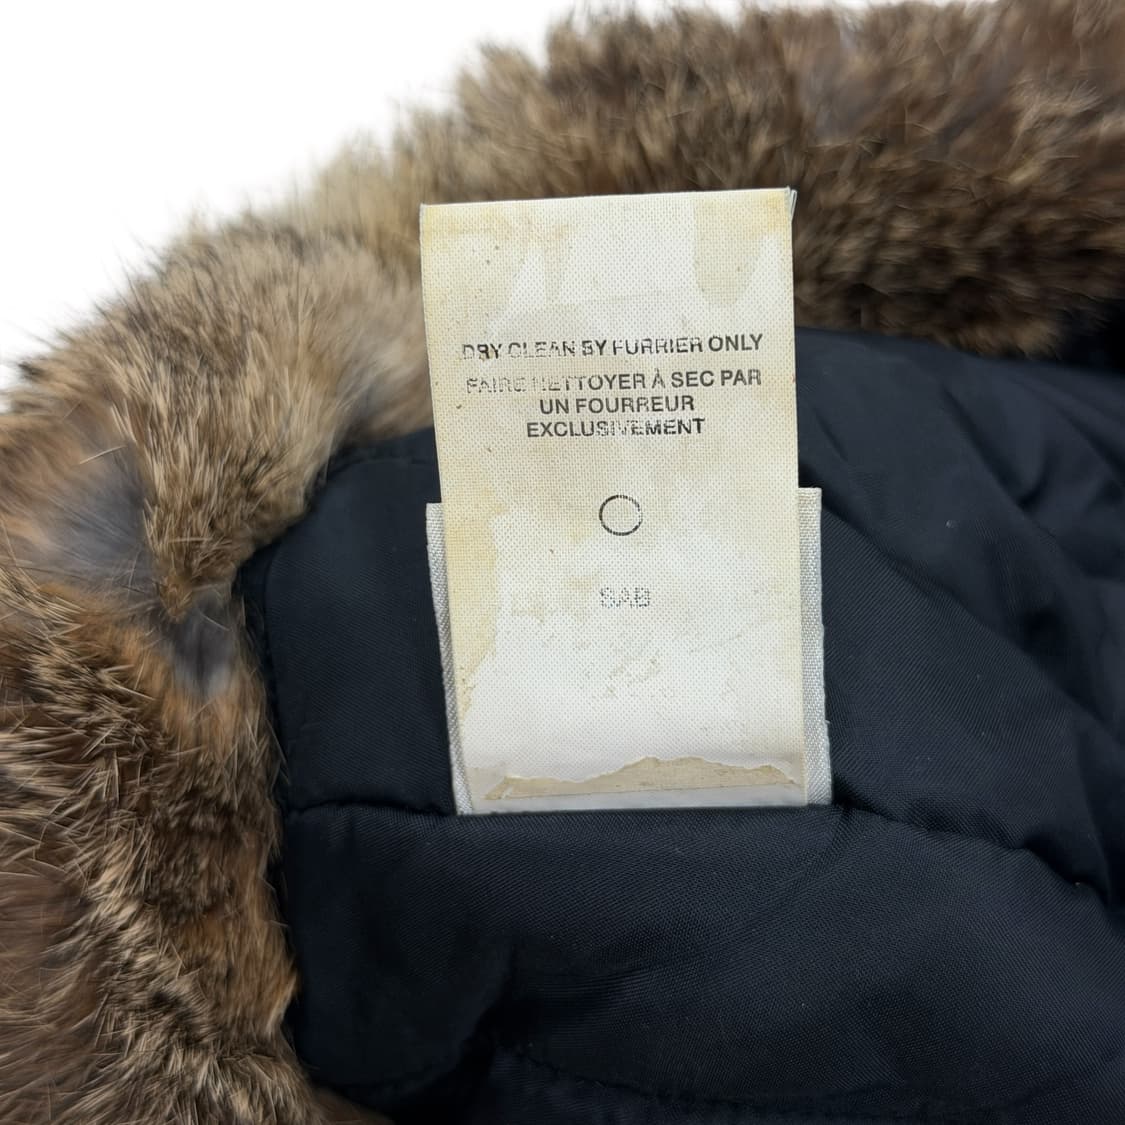 DRY CLEAN BY FURRIER ONLY
FAIRE NETTOYER À SEC PAR
UN FOURREUR
EXCLUSIVEMENT
SAB